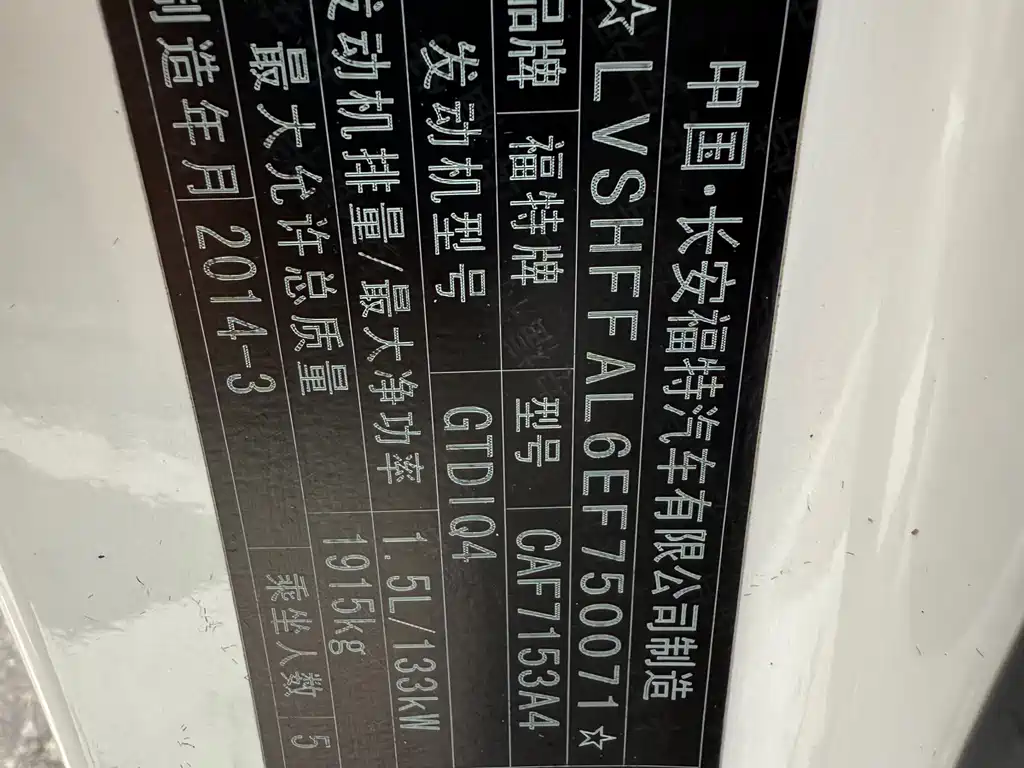 中国·长安福特汽车有限公司制造
☆LVSHFFAL6EF750071☆
品牌 福特牌 型号 CAF7153A4
发动机型号 GTDIQ4
发动机排量/最大净功率 1.5L/133kW
最大允许总质量 1915kg
制造年月 2014-3 乘坐人数 5